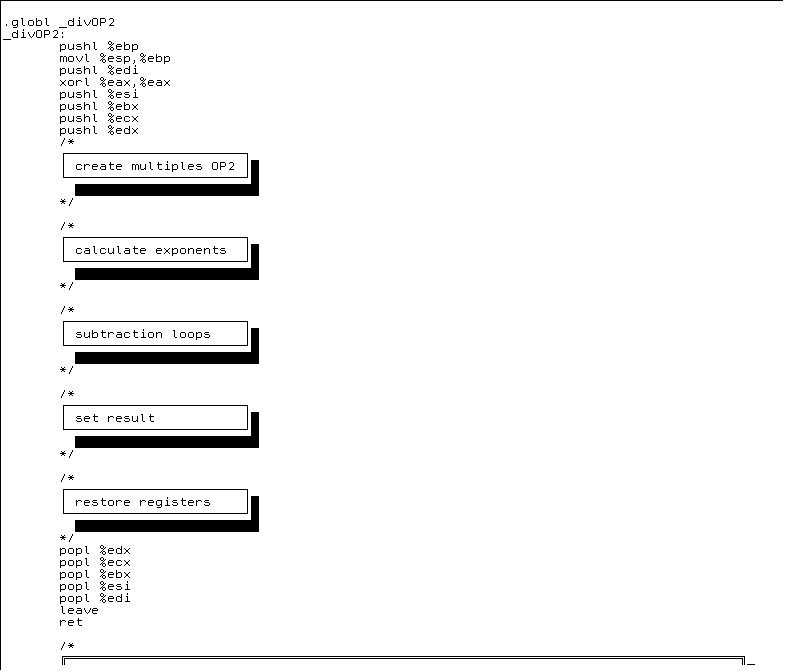 .globl _divOP2
_divOP2:
pushl %ebp
movl %esp,%ebp
pushl %edi
xorl %eax,%eax
pushl %esi
pushl %ebx
pushl %ecx
pushl %edx
/*
create multiples OP2
*/
/*
calculate exponents
*/
/*
subtraction loops
*/
/*
set result
*/
/*
restore registers
*/
popl %edx
popl %ecx
popl %ebx
popl %esi
popl %edi
leave
ret
/*